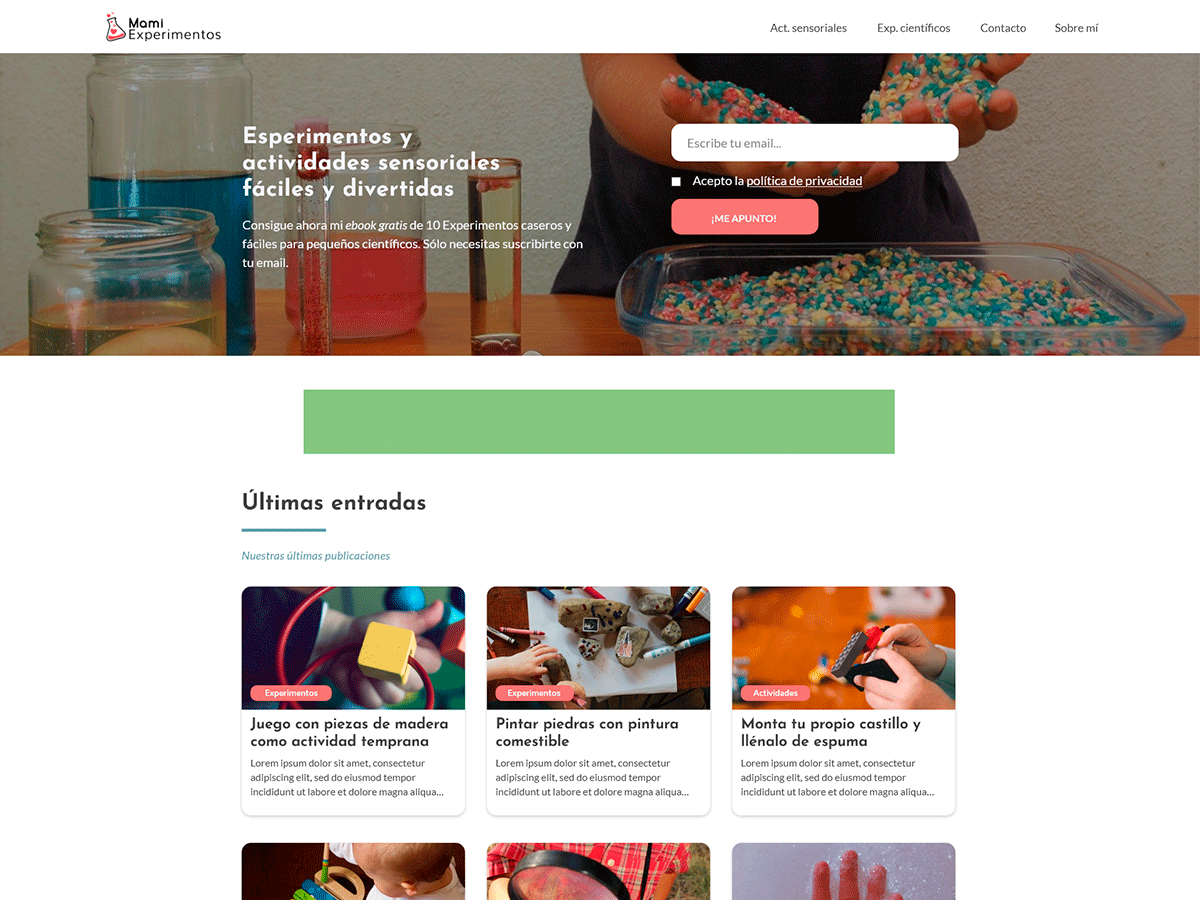 Mami
Experimentos
Act. sensoriales
Exp. científicos
Contacto
Sobre mí
Esperimentos y
actividades sensoriales
fáciles y divertidas
Consigue ahora mi ebook gratis de 10 Experimentos caseros y
fáciles para pequeños científicos. Sólo necesitas suscribirte con
tu email.
Escribe tu email...
Acepto la política de privacidad
¡ME APUNTO!
Últimas entradas
Nuestras últimas publicaciones
Experimentos
Juego con piezas de madera
como actividad temprana
Lorem ipsum dolor sit amet, consectetur
adipiscing elit, sed do eiusmod tempor
incididunt ut labore et dolore magna aliqua...
Experimentos
Pintar piedras con pintura
comestible
Lorem ipsum dolor sit amet, consectetur
adipiscing elit, sed do eiusmod tempor
incididunt ut labore et dolore magna aliqua...
Actividades
Monta tu propio castillo y
llénalo de espuma
Lorem ipsum dolor sit amet, consectetur
adipiscing elit, sed do eiusmod tempor
incididunt ut labore et dolore magna aliqua...